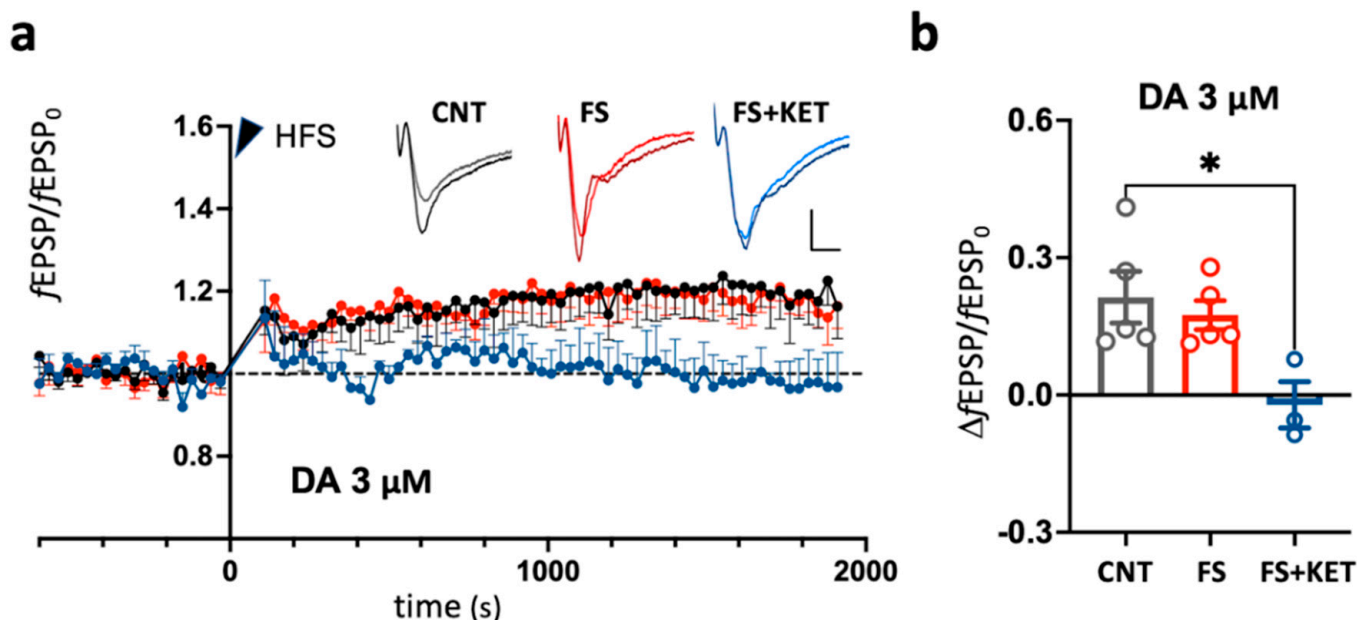 a
fEPSP/fEPSP₀
1.6
1.4
1.2
1.0
0.8
HFS
CNT
FS
FS+KET
DA 3 µM
0
1000
2000
time (s)
b
DA 3 µM
ΔfEPSP/fEPSP₀
0.6
0.3
0.0
-0.3
*
CNT
FS
FS+KET